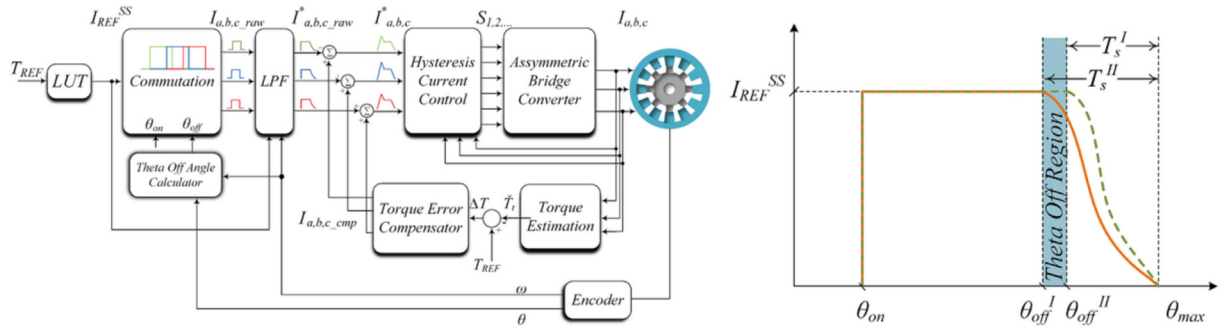 I_REF^SS
I_a,b,c_raw
I*_a,b,c_raw
I*_a,b,c
S_1,2,...
I_a,b,c
T_REF
LUT
Commutation
θ_on
θ_off
LPF
Σ
Σ
Σ
Hysteresis
Current
Control
Assymmetric
Bridge
Converter
Theta Off Angle
Calculator
I_a,b,c_cmp
Torque Error
Compensator
ΔT
Ť_t
Torque
Estimation
T_REF
ω
θ
Encoder
I_REF^SS
T_s^I
T_s^II
Theta Off Region
θ_on
θ_off^I
θ_off^II
θ_max